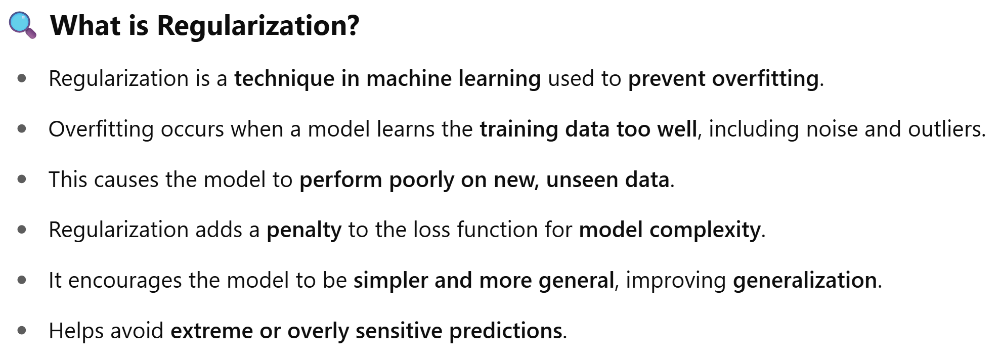 What is Regularization?
Regularization is a technique in machine learning used to prevent overfitting.
Overfitting occurs when a model learns the training data too well, including noise and outliers.
This causes the model to perform poorly on new, unseen data.
Regularization adds a penalty to the loss function for model complexity.
It encourages the model to be simpler and more general, improving generalization.
Helps avoid extreme or overly sensitive predictions.